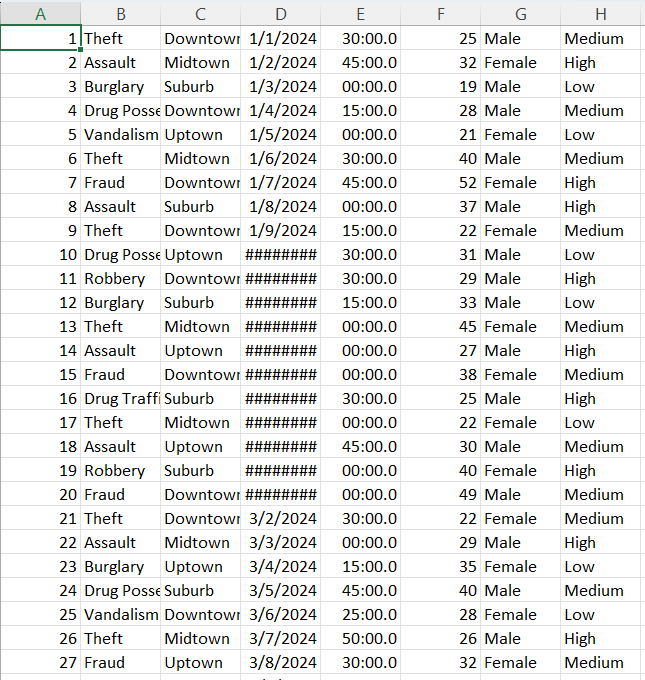 A B C D E F G H
1 Theft Downtown 1/1/2024 30:00.0 25 Male Medium
2 Assault Midtown 1/2/2024 45:00.0 32 Female High
3 Burglary Suburb 1/3/2024 00:00.0 19 Male Low
4 Drug Posse Downtown 1/4/2024 15:00.0 28 Male Medium
5 Vandalism Uptown 1/5/2024 00:00.0 21 Female Low
6 Theft Midtown 1/6/2024 30:00.0 40 Male Medium
7 Fraud Downtown 1/7/2024 45:00.0 52 Female High
8 Assault Suburb 1/8/2024 00:00.0 37 Male High
9 Theft Downtown 1/9/2024 15:00.0 22 Female Medium
10 Drug Posse Uptown ######## 30:00.0 31 Male Low
11 Robbery Downtown ######## 30:00.0 29 Male High
12 Burglary Suburb ######## 15:00.0 33 Male Low
13 Theft Midtown ######## 00:00.0 45 Female Medium
14 Assault Uptown ######## 00:00.0 27 Male High
15 Fraud Downtown ######## 00:00.0 38 Female Medium
16 Drug Traffi Suburb ######## 30:00.0 25 Male High
17 Theft Midtown ######## 00:00.0 22 Female Low
18 Assault Uptown ######## 45:00.0 30 Male Medium
19 Robbery Suburb ######## 00:00.0 40 Female High
20 Fraud Downtown ######## 00:00.0 49 Male Medium
21 Theft Downtown 3/2/2024 30:00.0 22 Female Medium
22 Assault Midtown 3/3/2024 00:00.0 29 Male High
23 Burglary Uptown 3/4/2024 15:00.0 35 Female Low
24 Drug Posse Suburb 3/5/2024 45:00.0 40 Male Medium
25 Vandalism Downtown 3/6/2024 25:00.0 28 Female Low
26 Theft Midtown 3/7/2024 50:00.0 26 Male High
27 Fraud Uptown 3/8/2024 30:00.0 32 Female Medium